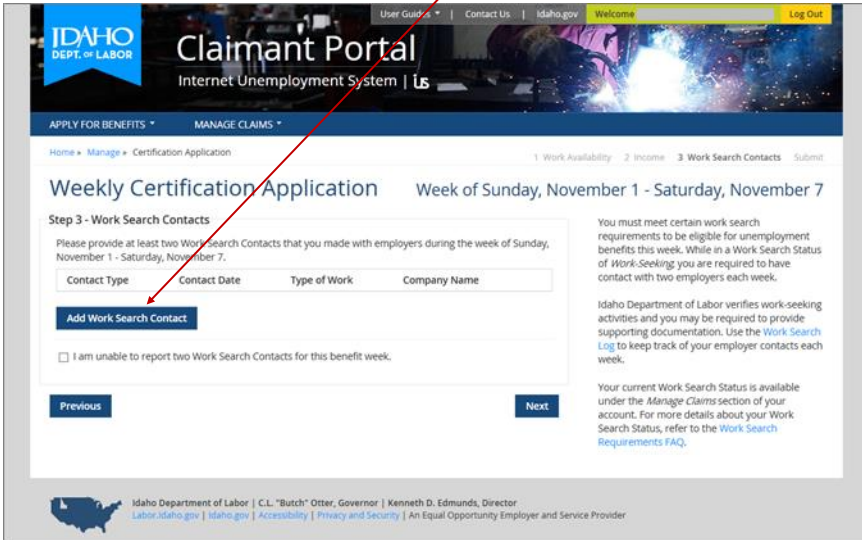 User Guides | Contact Us | Idaho.gov Welcome Log Out
IDAHO
DEPT. OF LABOR
Claimant Portal
Internet Unemployment System | ius
APPLY FOR BENEFITS MANAGE CLAIMS
Home » Manage » Certification Application
1 Work Availability 2 Income 3 Work Search Contacts Submit
Weekly Certification Application Week of Sunday, November 1 - Saturday, November 7
Step 3 - Work Search Contacts
Please provide at least two Work Search Contacts that you made with employers during the week of Sunday,
November 1 - Saturday, November 7.
Contact Type Contact Date Type of Work Company Name
Add Work Search Contact
I am unable to report two Work Search Contacts for this benefit week.
Previous Next
You must meet certain work search
requirements to be eligible for unemployment
benefits this week. While in a Work Search Status
of Work-Seeking, you are required to have
contact with two employers each week.
Idaho Department of Labor verifies work-seeking
activities and you may be required to provide
supporting documentation. Use the Work Search
Log to keep track of your employer contacts each
week.
Your current Work Search Status is available
under the Manage Claims section of your
account. For more details about your Work
Search Status, refer to the Work Search
Requirements FAQ.
Idaho Department of Labor | C.L. "Butch" Otter, Governor | Kenneth D. Edmunds, Director
Labor.Idaho.gov | Idaho.gov | Accessibility | Privacy and Security | An Equal Opportunity Employer and Service Provider